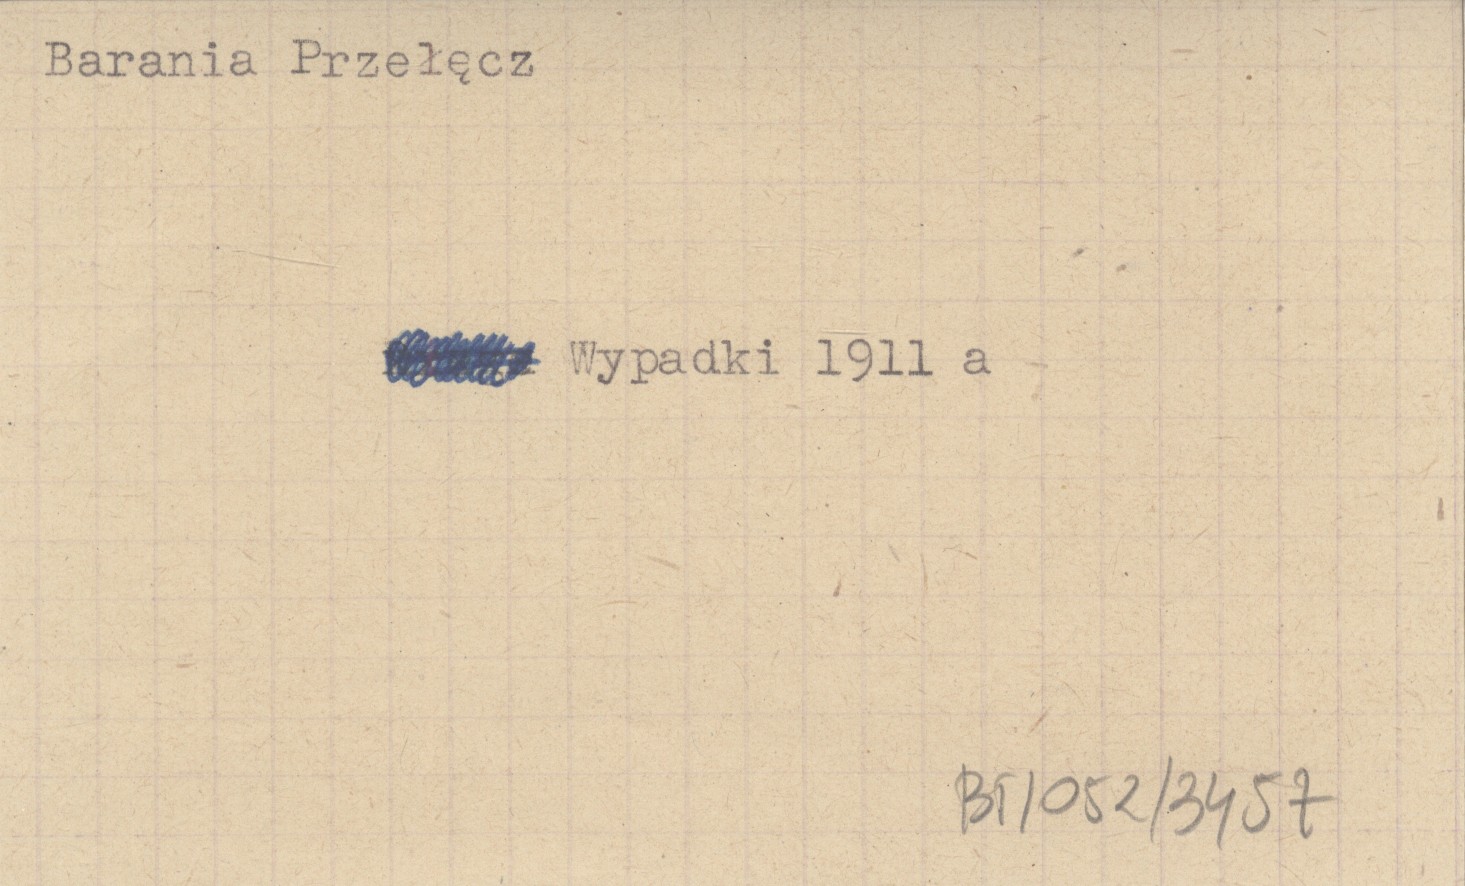 Barania Przełęcz
Wypadki 1911 a
BT/052/3457